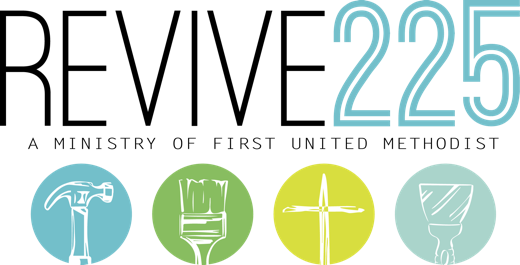 REVIVE225
A MINISTRY OF FIRST UNITED METHODIST